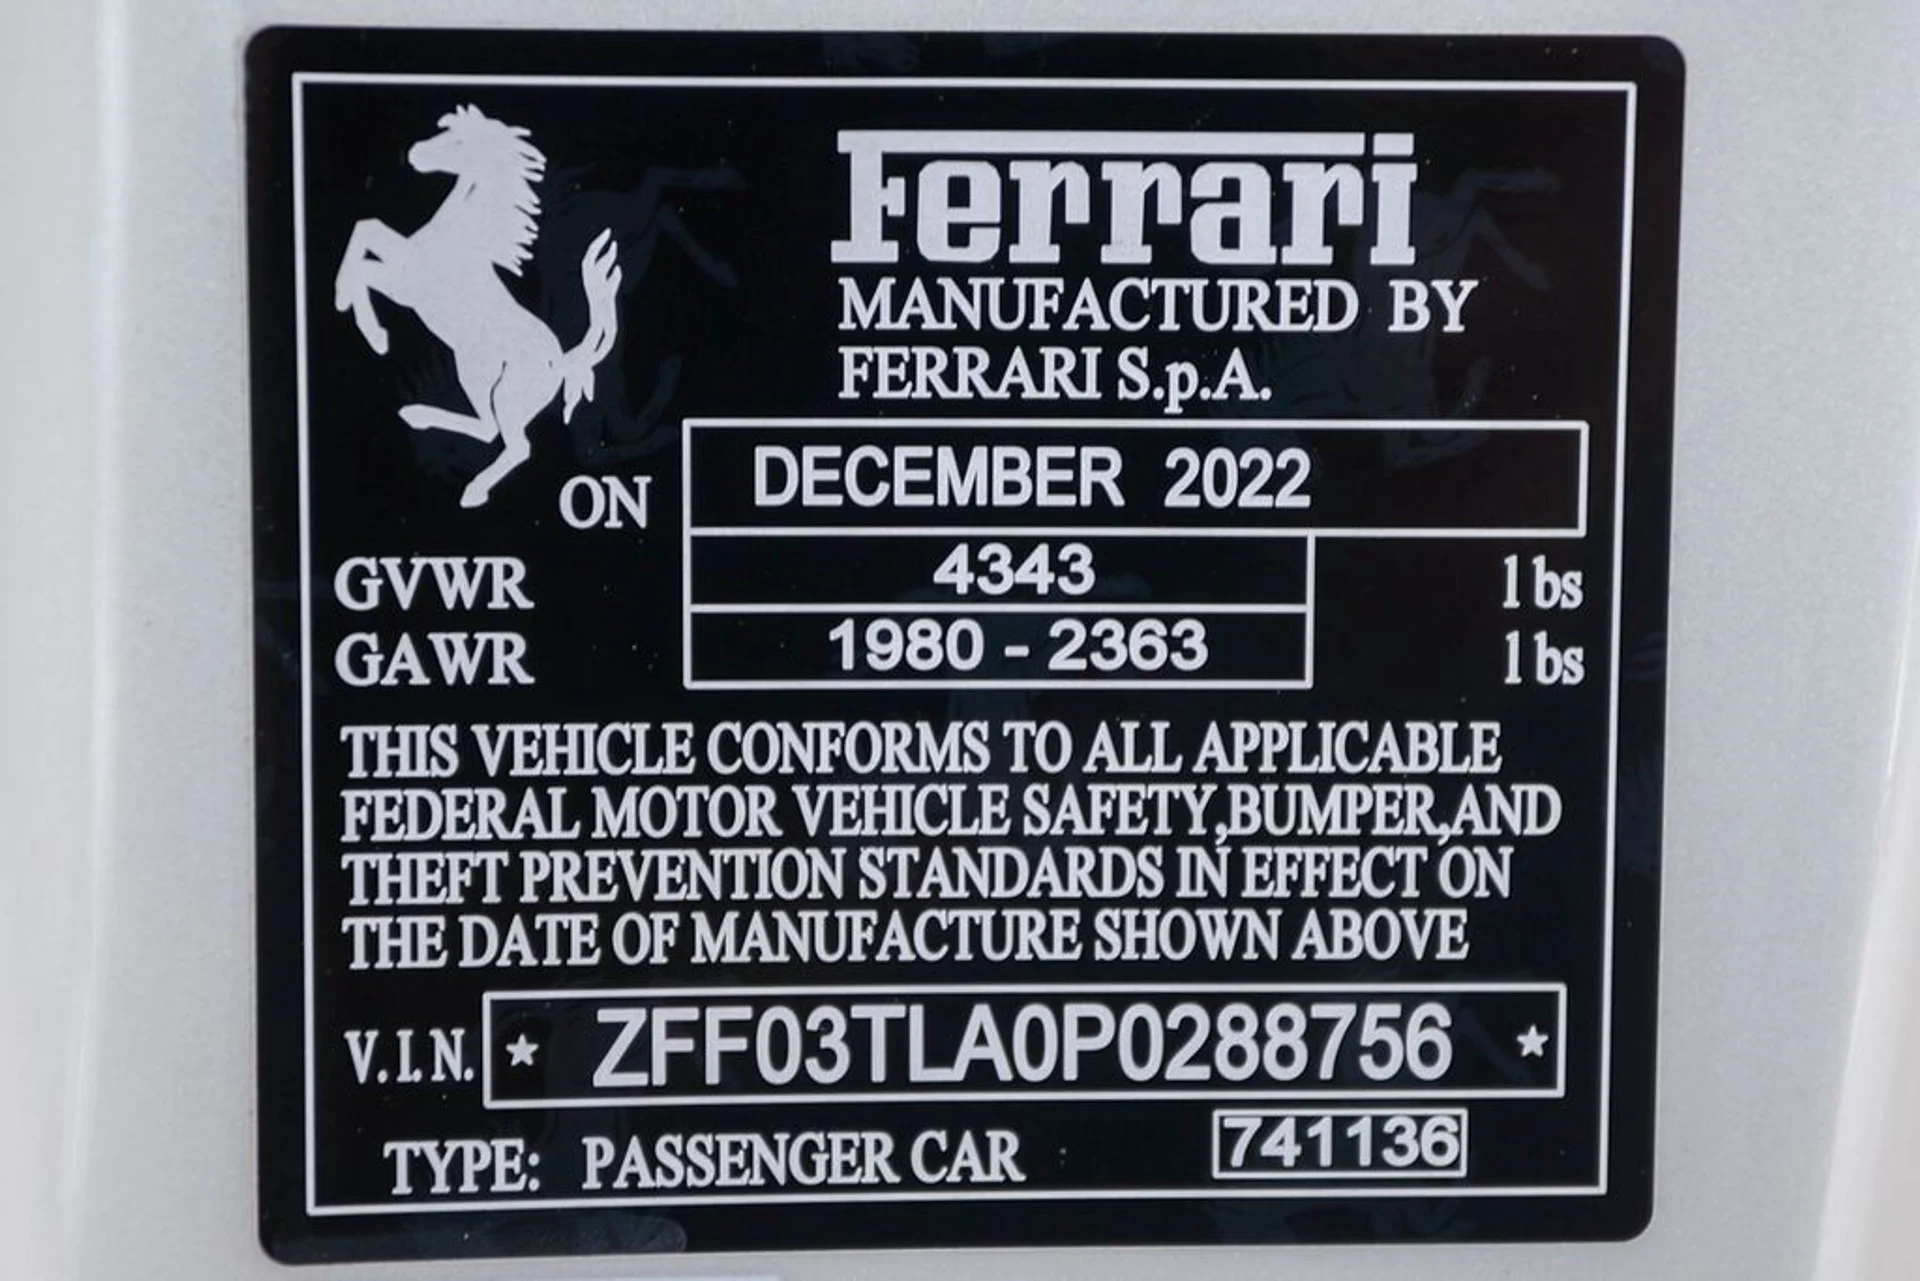 Ferrari
MANUFACTURED BY
FERRARI S.p.A.
ON DECEMBER 2022
GVWR 4343 lbs
GAWR 1980 - 2363 lbs
THIS VEHICLE CONFORMS TO ALL APPLICABLE
FEDERAL MOTOR VEHICLE SAFETY,BUMPER,AND
THEFT PREVENTION STANDARDS IN EFFECT ON
THE DATE OF MANUFACTURE SHOWN ABOVE
V.I.N. ★ ZFF03TLA0P0288756 ★
TYPE: PASSENGER CAR 741136